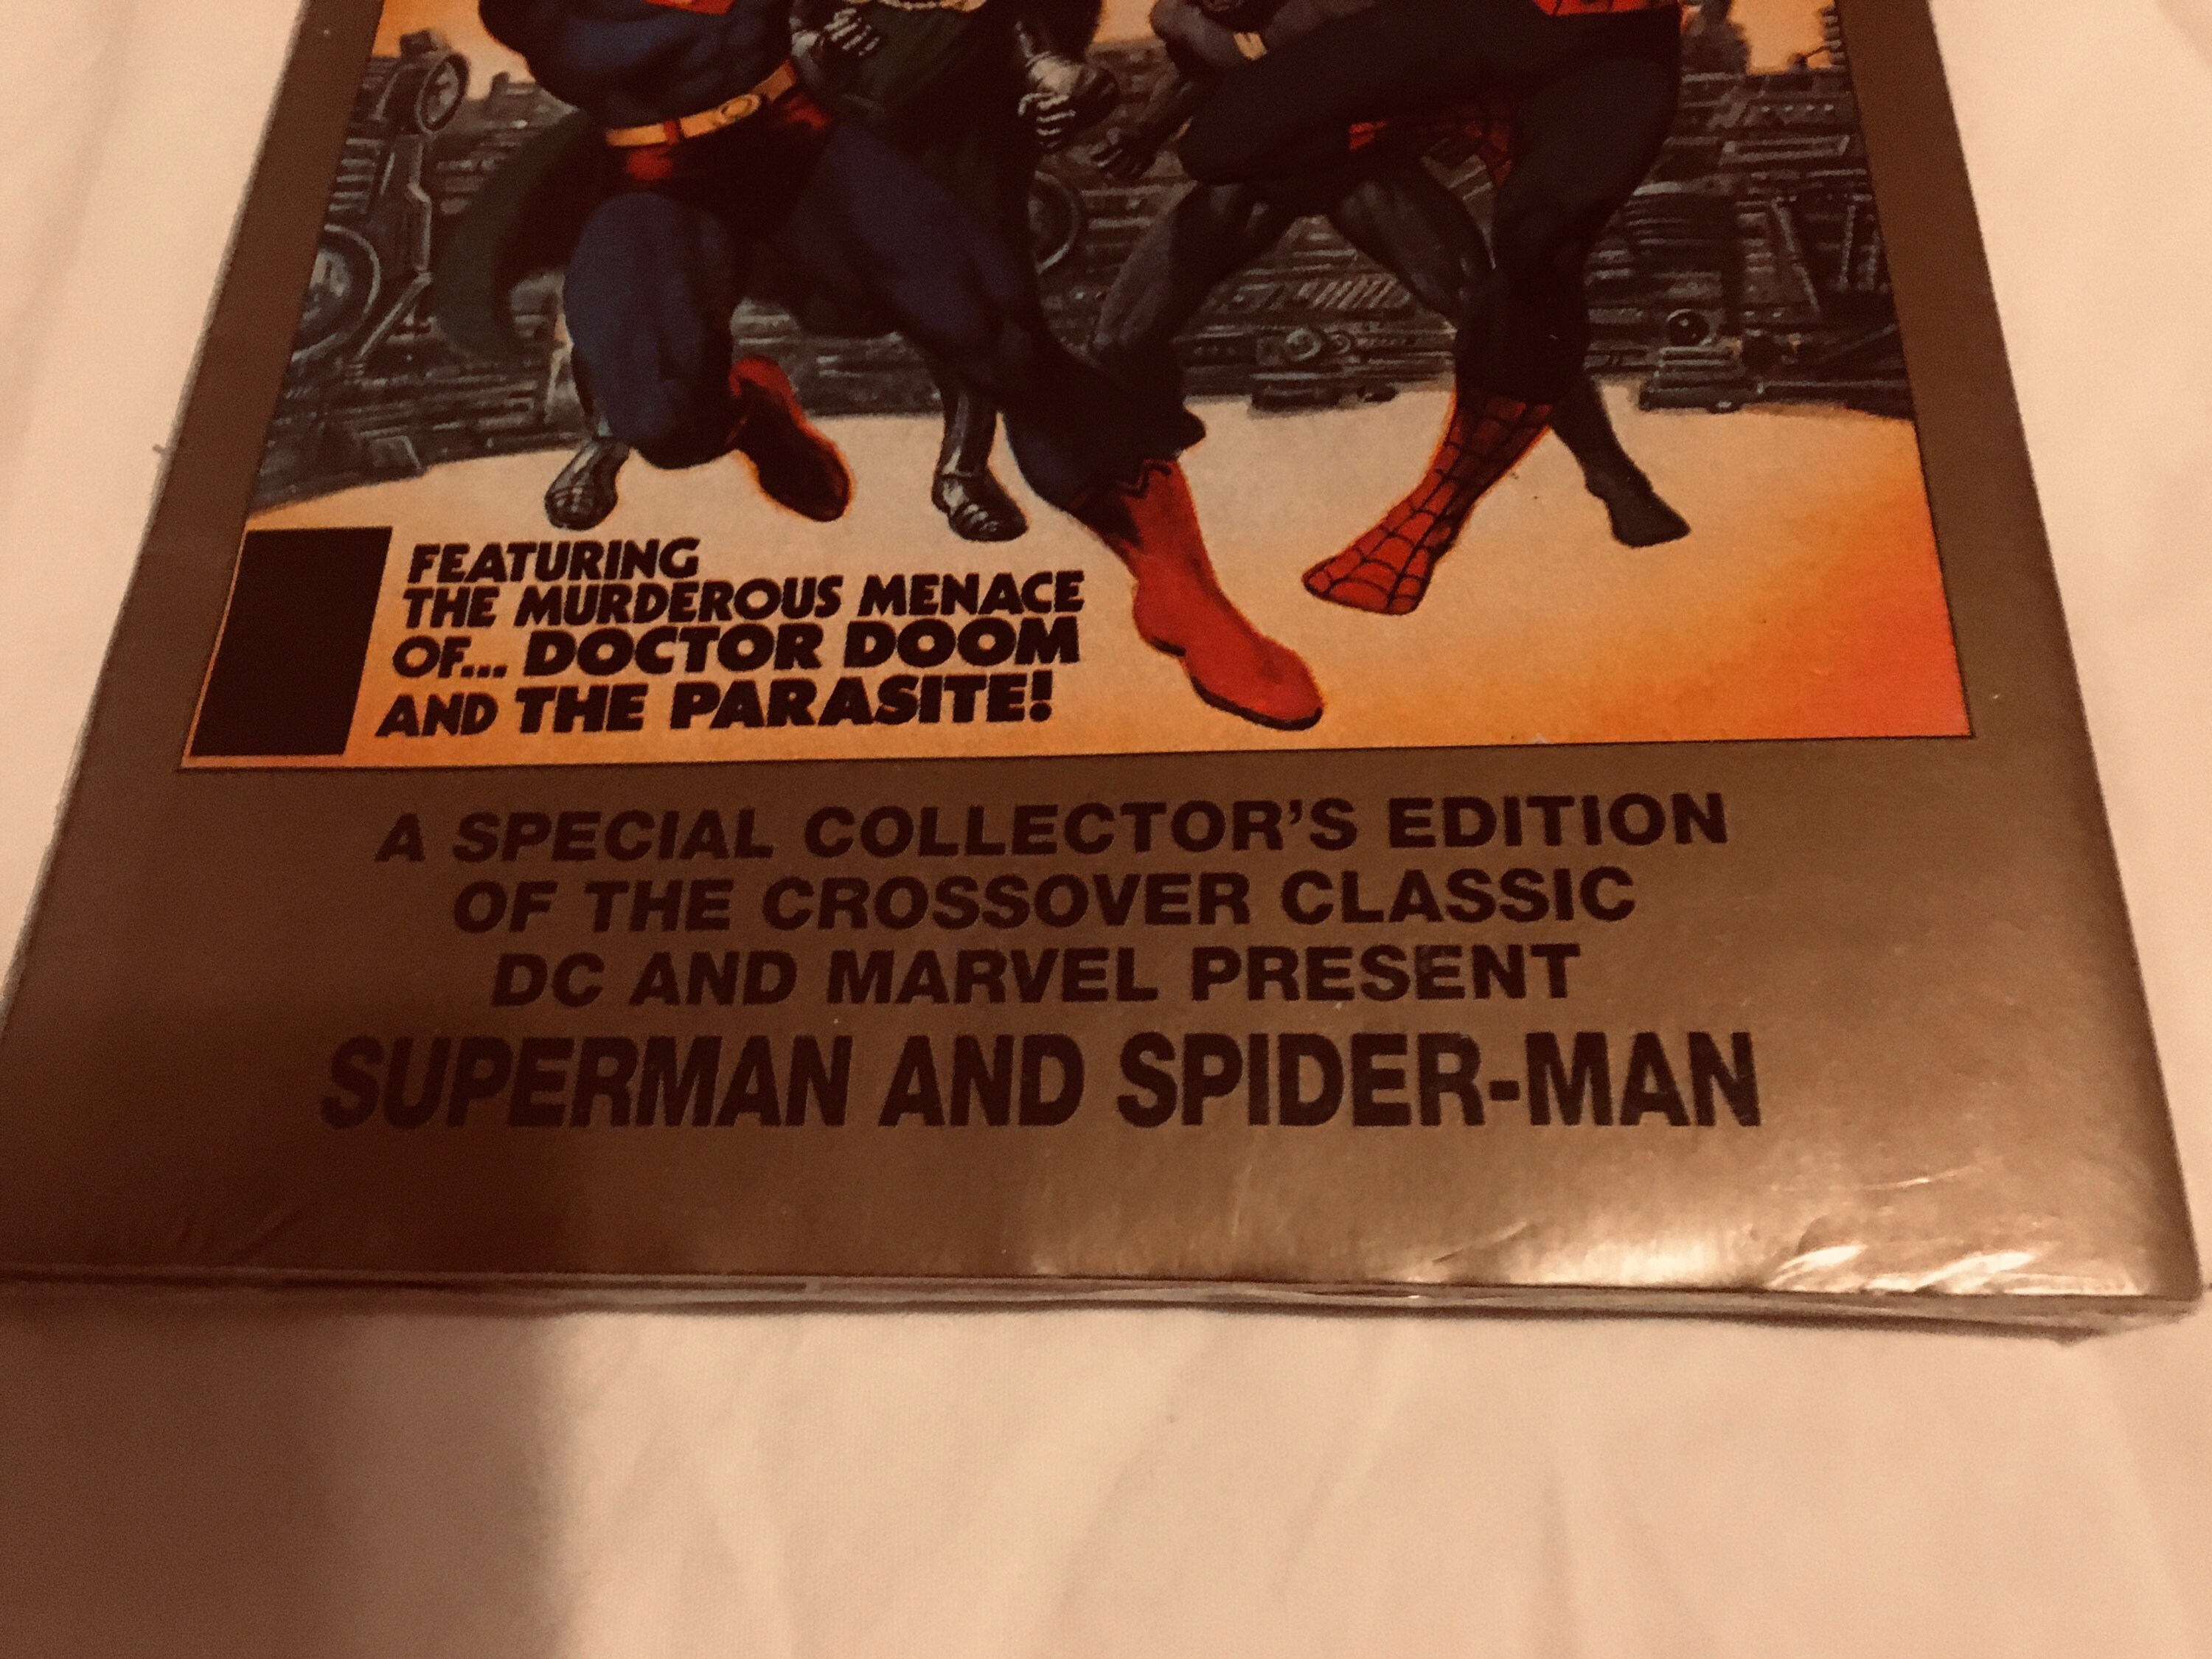 FEATURING
THE MURDEROUS MENACE
OF... DOCTOR DOOM
AND THE PARASITE!
A SPECIAL COLLECTOR'S EDITION
OF THE CROSSOVER CLASSIC
DC AND MARVEL PRESENT
SUPERMAN AND SPIDER-MAN